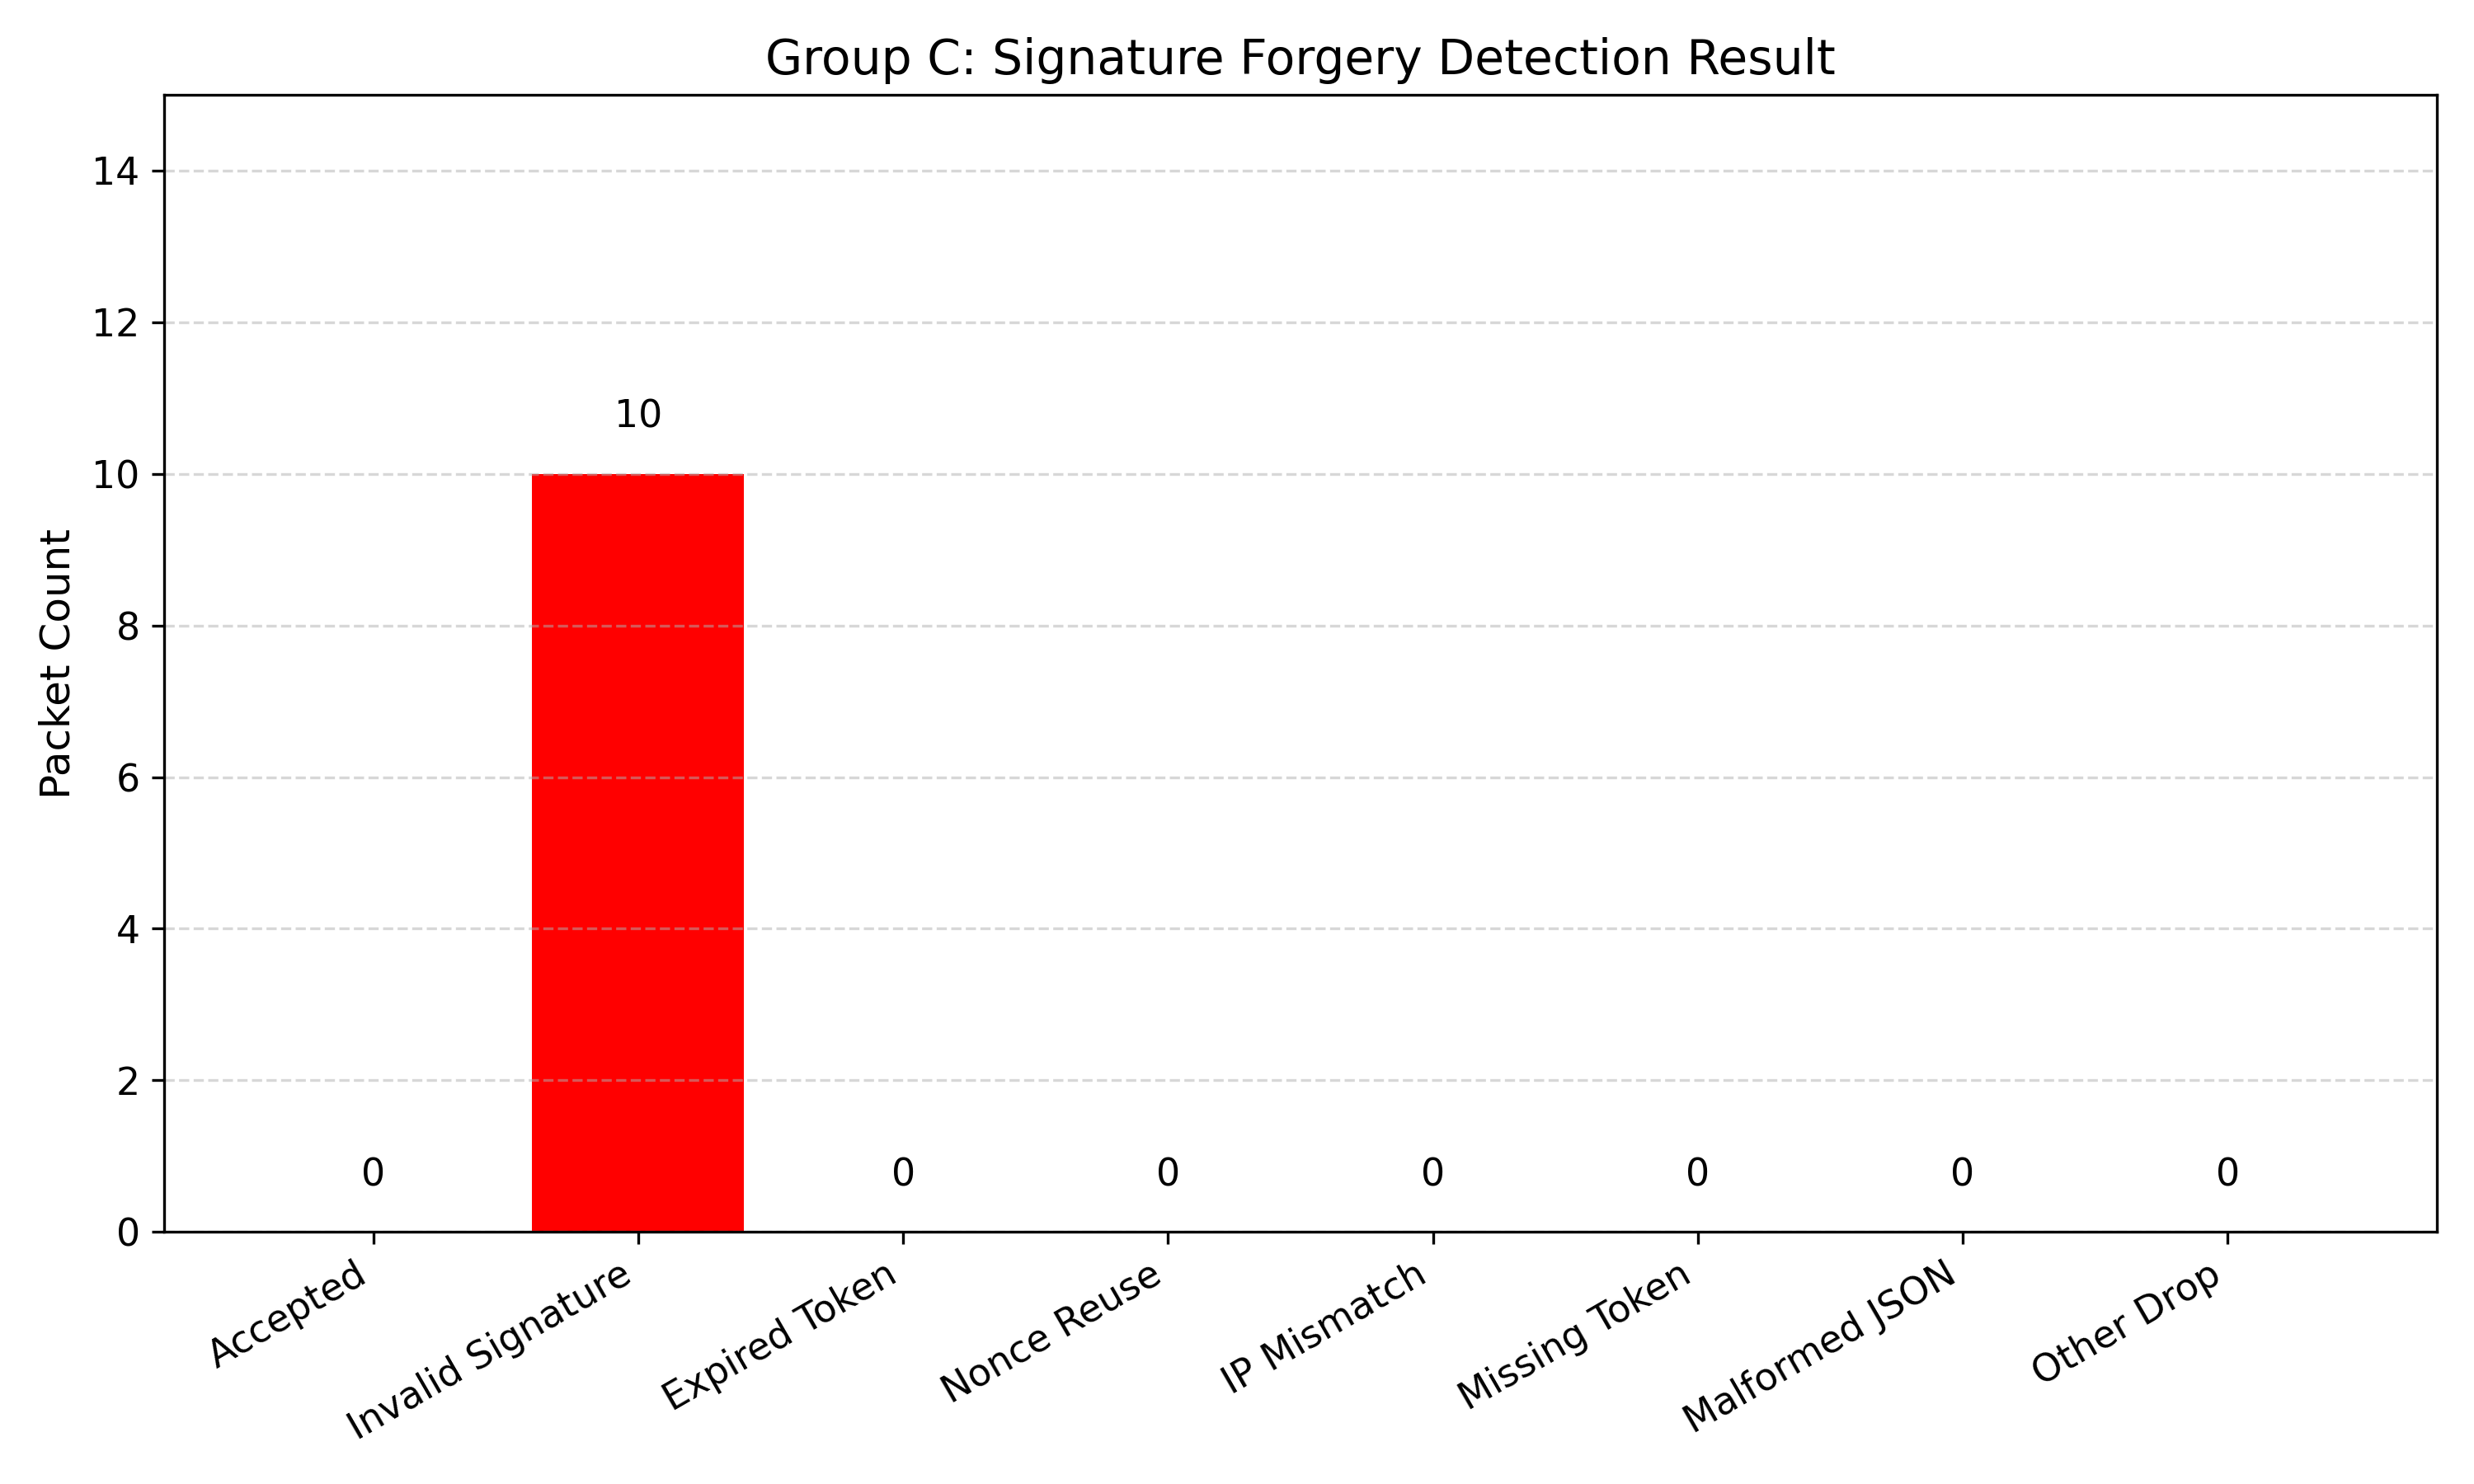 Group C: Signature Forgery Detection Result
Packet Count
14
12
10
8
6
4
2
0
0
10
0
0
0
0
0
0
Accepted
Invalid Signature
Expired Token
Nonce Reuse
IP Mismatch
Missing Token
Malformed JSON
Other Drop